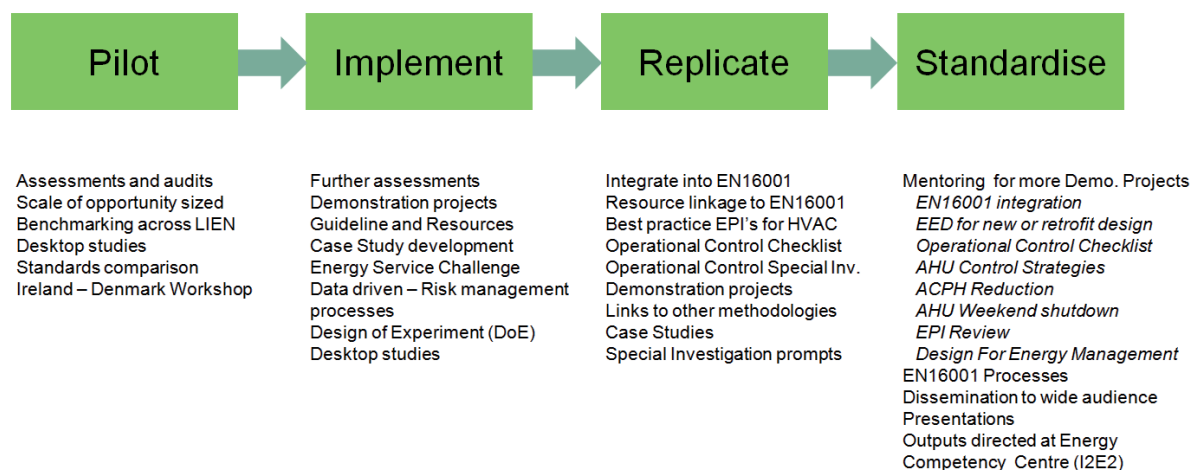 Pilot
Implement
Replicate
Standardise
Assessments and audits
Scale of opportunity sized
Benchmarking across LIEN
Desktop studies
Standards comparison
Ireland – Denmark Workshop
Further assessments
Demonstration projects
Guideline and Resources
Case Study development
Energy Service Challenge
Data driven – Risk management
processes
Design of Experiment (DoE)
Desktop studies
Integrate into EN16001
Resource linkage to EN16001
Best practice EPI's for HVAC
Operational Control Checklist
Operational Control Special Inv.
Demonstration projects
Links to other methodologies
Case Studies
Special Investigation prompts
Mentoring for more Demo. Projects
EN16001 integration
EED for new or retrofit design
Operational Control Checklist
AHU Control Strategies
ACPH Reduction
AHU Weekend shutdown
EPI Review
Design For Energy Management
EN16001 Processes
Dissemination to wide audience
Presentations
Outputs directed at Energy
Competency Centre (I2E2)